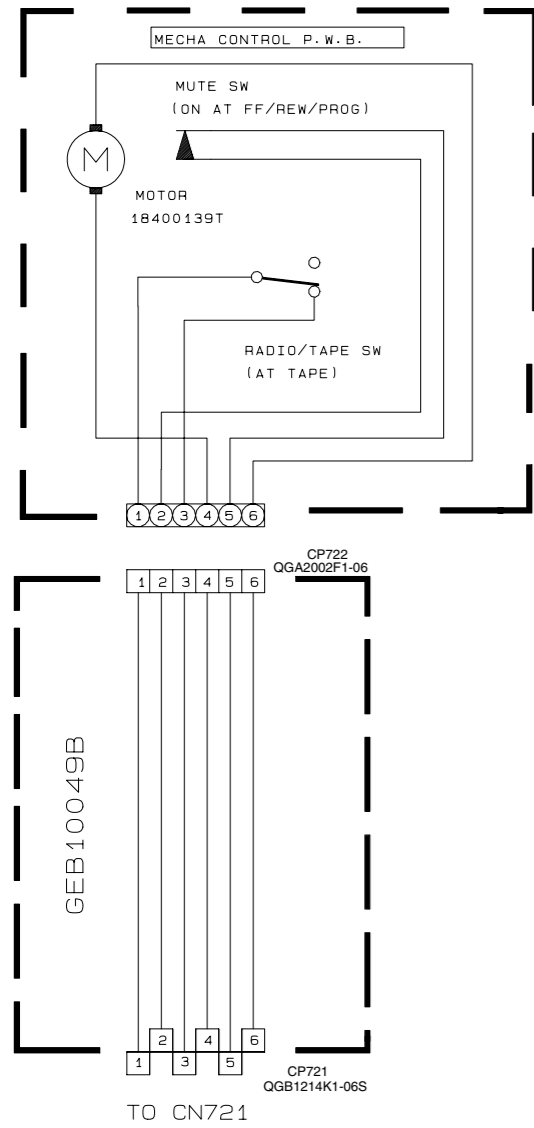 MECHA CONTROL P.W.B.
MUTE SW
(ON AT FF/REW/PROG)
M
MOTOR
18400139T
RADIO/TAPE SW
(AT TAPE)
1 2 3 4 5 6
CP722
QGA2002F1-06
1 2 3 4 5 6
GEB10049B
1 2 3 4 5 6
CP721
QGB1214K1-06S
TO CN721